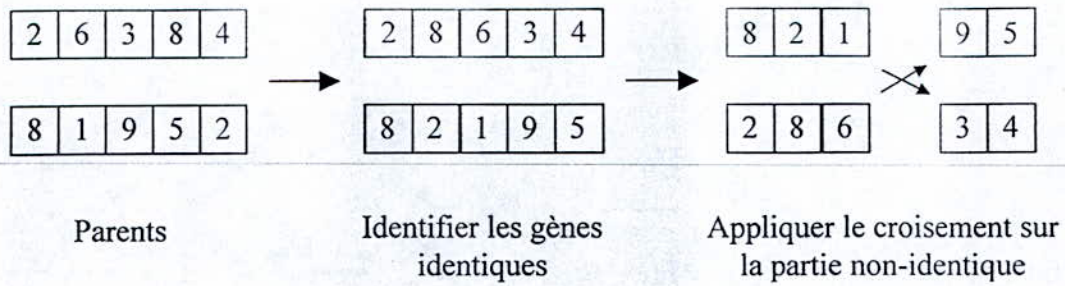 2 6 3 8 4
8 1 9 5 2
Parents
2 8 6 3 4
8 2 1 9 5
Identifier les gènes
identiques
8 2 1 9 5
2 8 6 3 4
Appliquer le croisement sur
la partie non-identique